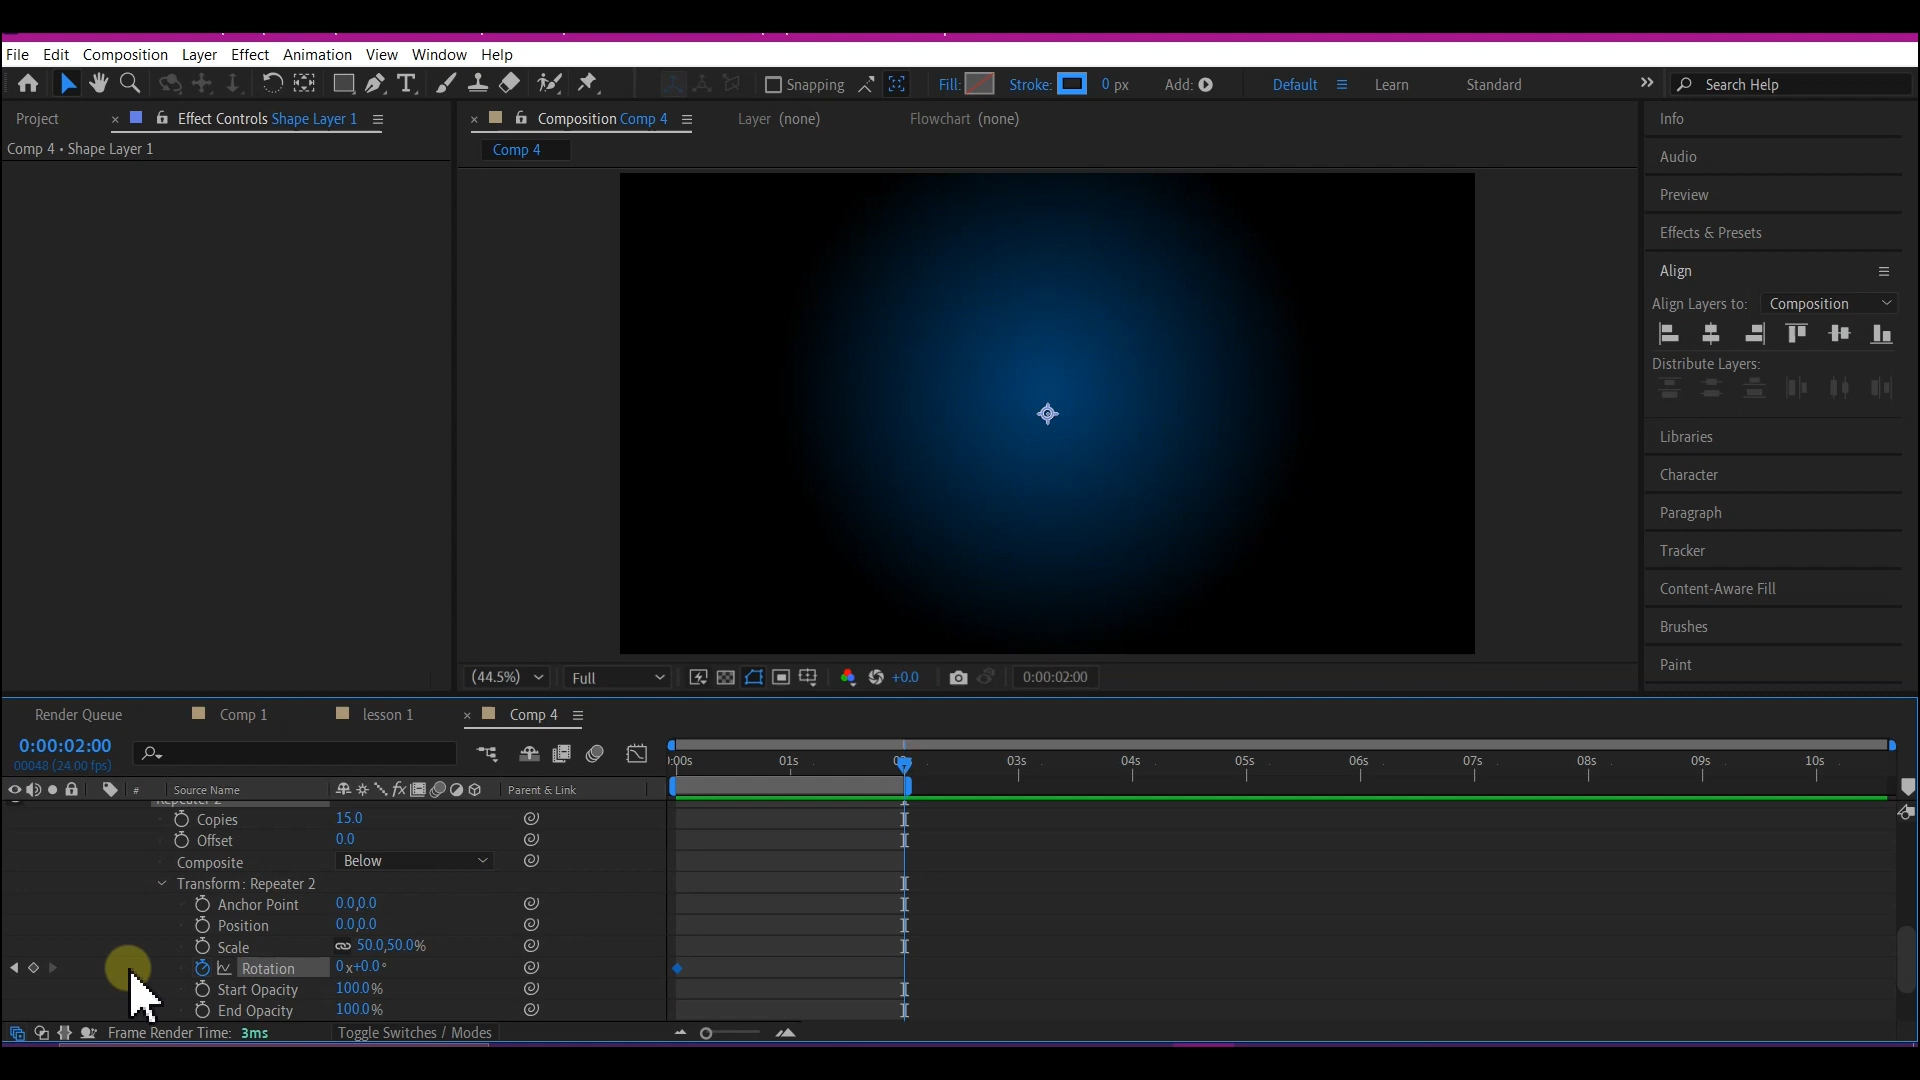 File Edit Composition Layer Effect Animation View Window Help
Snapping Fill: Stroke: 0 px Add: Default Learn Standard Search Help
Project Effect Controls Shape Layer 1 Composition Comp 4 Layer (none) Flowchart (none) Info
Comp 4 • Shape Layer 1 Comp 4
Audio
Preview
Effects & Presets
Align
Align Layers to: Composition
Distribute Layers:
Libraries
Character
Paragraph
Tracker
Content-Aware Fill
Brushes
Paint
(44.5%) Full +0.0 0:00:02:00
Render Queue Comp 1 lesson 1 Comp 4
0:00:02:00
00048 (24.00 fps)
:00s 01s 03s 04s 05s 06s 07s 08s 09s 10s
# Source Name Parent & Link
Repeater 2
Copies 15.0
Offset 0.0
Composite Below
Transform: Repeater 2
Anchor Point 0.0,0.0
Position 0.0,0.0
Scale 50.0,50.0%
Rotation 0x+0.0°
Start Opacity 100.0%
End Opacity 100.0%
Frame Render Time: 3ms Toggle Switches / Modes